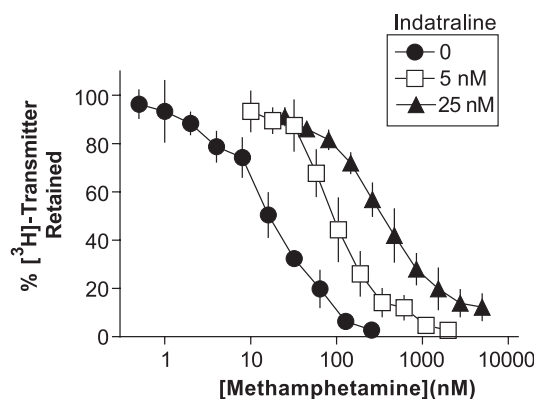 Indatraline
0
5 nM
25 nM
% [³H]-Transmitter
Retained
100
80
60
40
20
0
1
10
100
1000
10000
[Methamphetamine](nM)